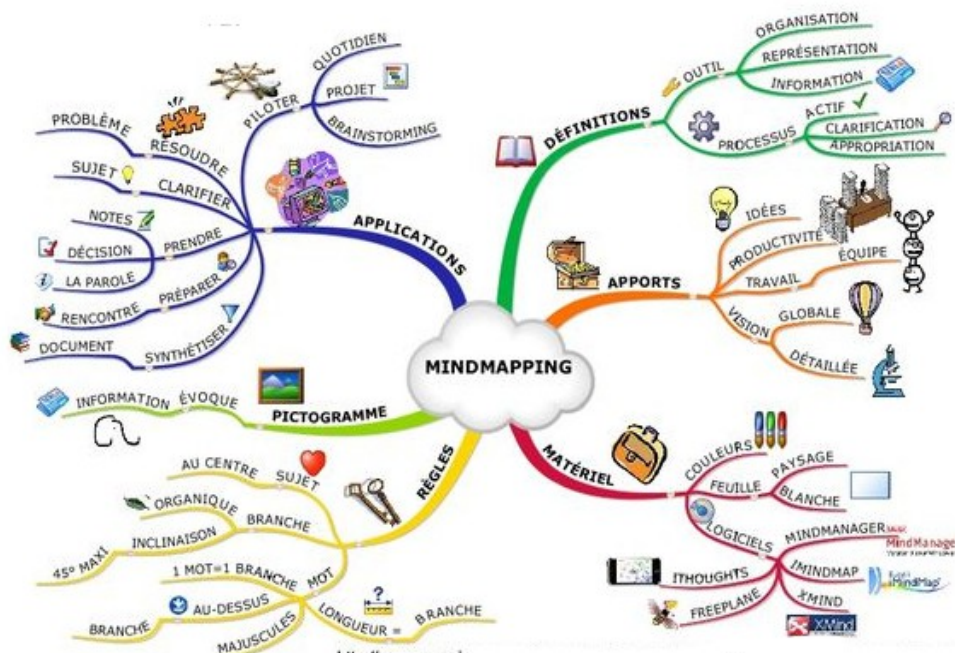 MINDMAPPING
DÉFINITIONS
OUTIL
ORGANISATION
REPRÉSENTATION
INFORMATION
PROCESSUS
ACTIF
CLARIFICATION
APPROPRIATION
APPORTS
IDÉES
PRODUCTIVITÉ
TRAVAIL
ÉQUIPE
VISION
GLOBALE
DÉTAILLÉE
MATÉRIEL
COULEURS
FEUILLE
PAYSAGE
BLANCHE
LOGICIELS
MINDMANAGER
MindManage
IMINDMAP
iMindMap
XMIND
XMind
FREEPLANE
ITHOUGHTS
RÈGLES
SUJET
AU CENTRE
BRANCHE
ORGANIQUE
INCLINAISON
45° MAXI
MOT
1 MOT=1 BRANCHE
AU-DESSUS
BRANCHE
MAJUSCULES
LONGUEUR =
BRANCHE
PICTOGRAMME
ÉVOQUE
INFORMATION
APPLICATIONS
PILOTER
QUOTIDIEN
PROJET
BRAINSTORMING
RÉSOUDRE
PROBLÈME
CLARIFIER
SUJET
PRENDRE
NOTES
DÉCISION
LA PAROLE
PRÉPARER
RENCONTRE
SYNTHÉTISER
DOCUMENT